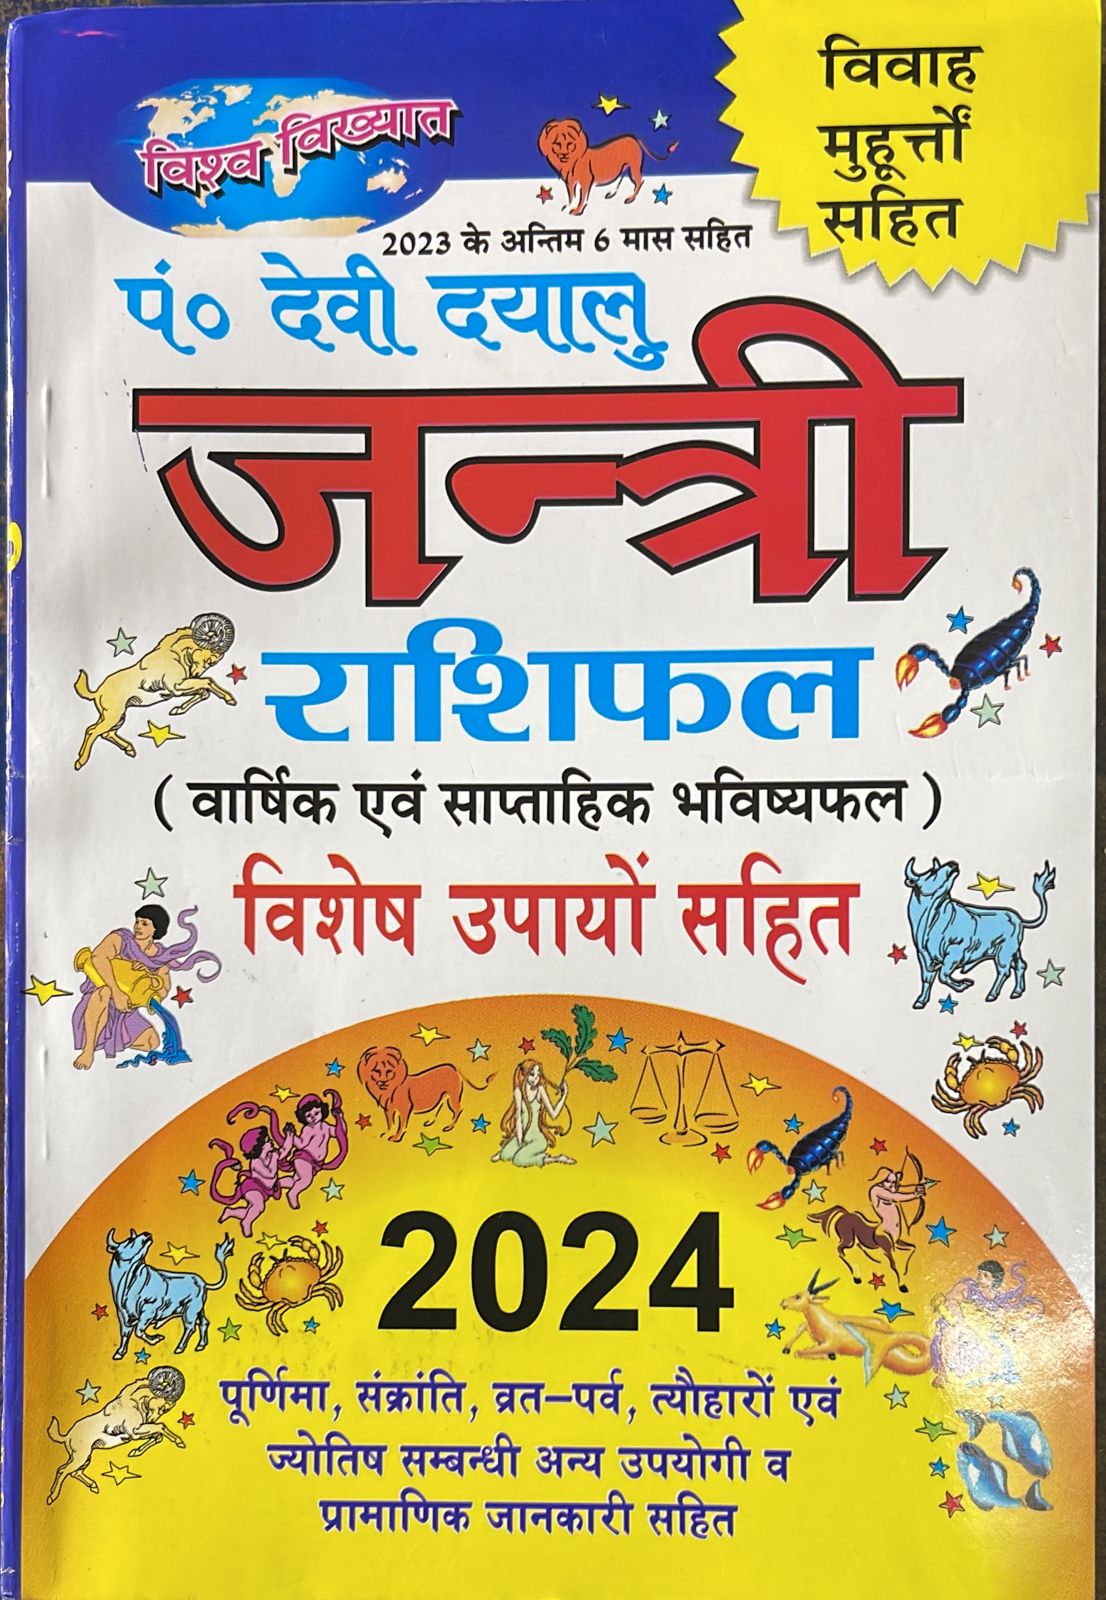 विश्व विख्यात
विवाह
मुहूर्त्तों
सहित
2023 के अन्तिम 6 मास सहित
पं० देवी दयालु
जन्त्री
राशिफल
( वार्षिक एवं साप्ताहिक भविष्यफल )
विशेष उपायों सहित
2024
पूर्णिमा, संक्रांति, व्रत–पर्व, त्यौहारों एवं
ज्योतिष सम्बन्धी अन्य उपयोगी व
प्रामाणिक जानकारी सहित